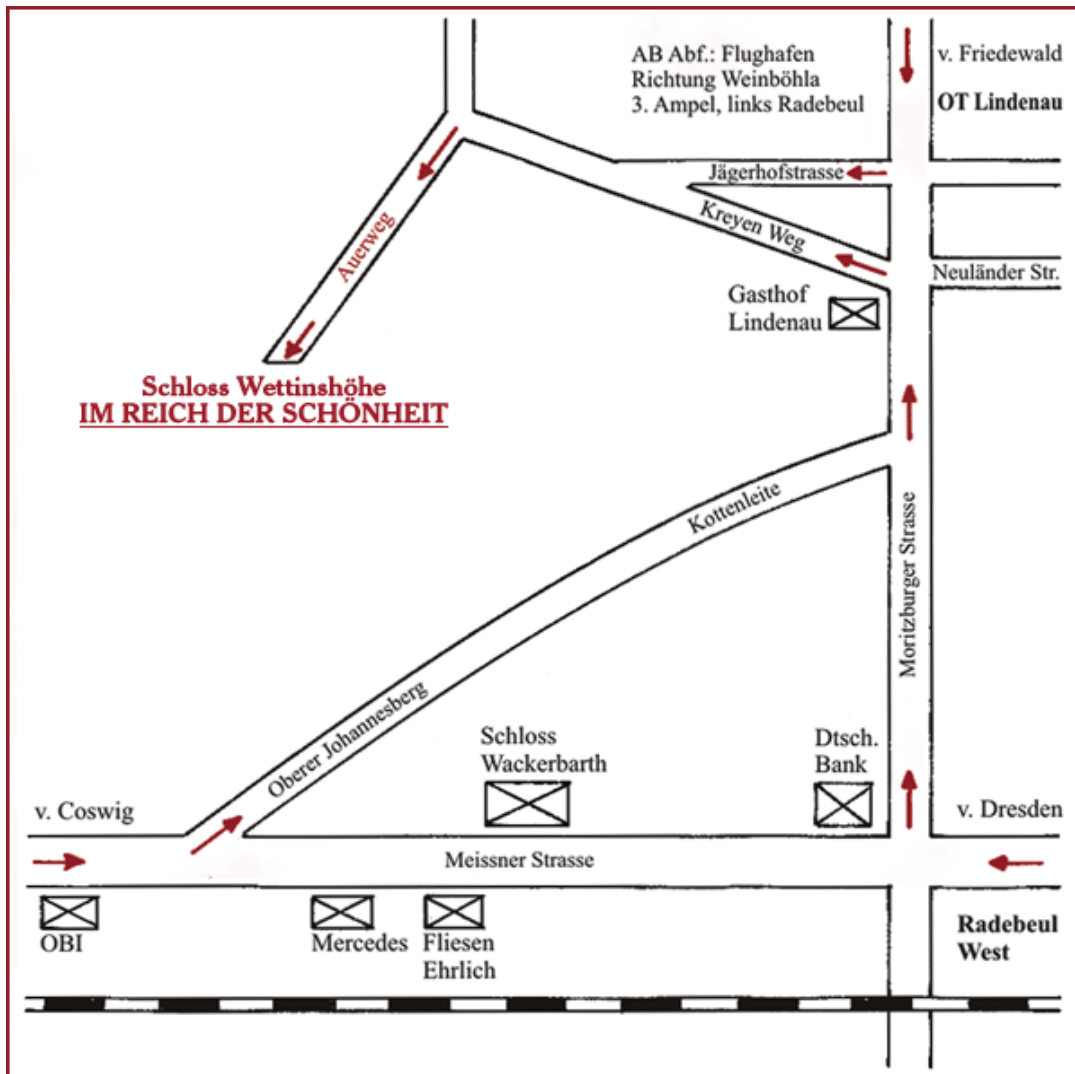 AB Abf.: Flughafen
Richtung Weinböhla
3. Ampel, links Radebeul
v. Friedewald
OT Lindenau
Jägerhofstrasse
Kreyen Weg
Auerweg
Neuländer Str.
Gasthof
Lindenau
Schloss Wettinshöhe
IM REICH DER SCHÖNHEIT
Kottenleite
Moritzburger Strasse
Oberer Johannesberg
Schloss
Wackerbarth
Dtsch.
Bank
v. Coswig
v. Dresden
Meissner Strasse
OBI
Mercedes
Fliesen
Ehrlich
Radebeul
West